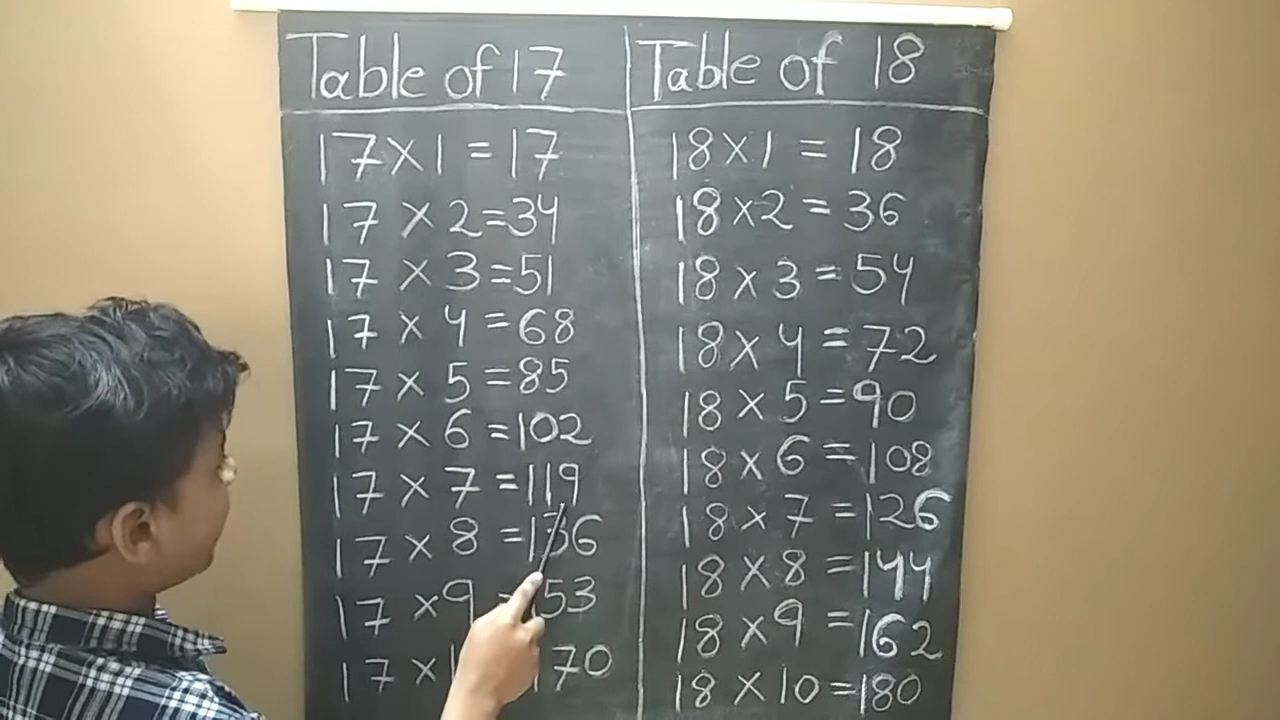 Table of 17
17 × 1 = 17
17 × 2 = 34
17 × 3 = 51
17 × 4 = 68
17 × 5 = 85
17 × 6 = 102
17 × 7 = 119
17 × 8 = 136
17 × 9 = 153
17 × 1 170
Table of 18
18 × 1 = 18
18 × 2 = 36
18 × 3 = 54
18 × 4 = 72
18 × 5 = 90
18 × 6 = 108
18 × 7 = 126
18 × 8 = 144
18 × 9 = 162
18 × 10 = 180